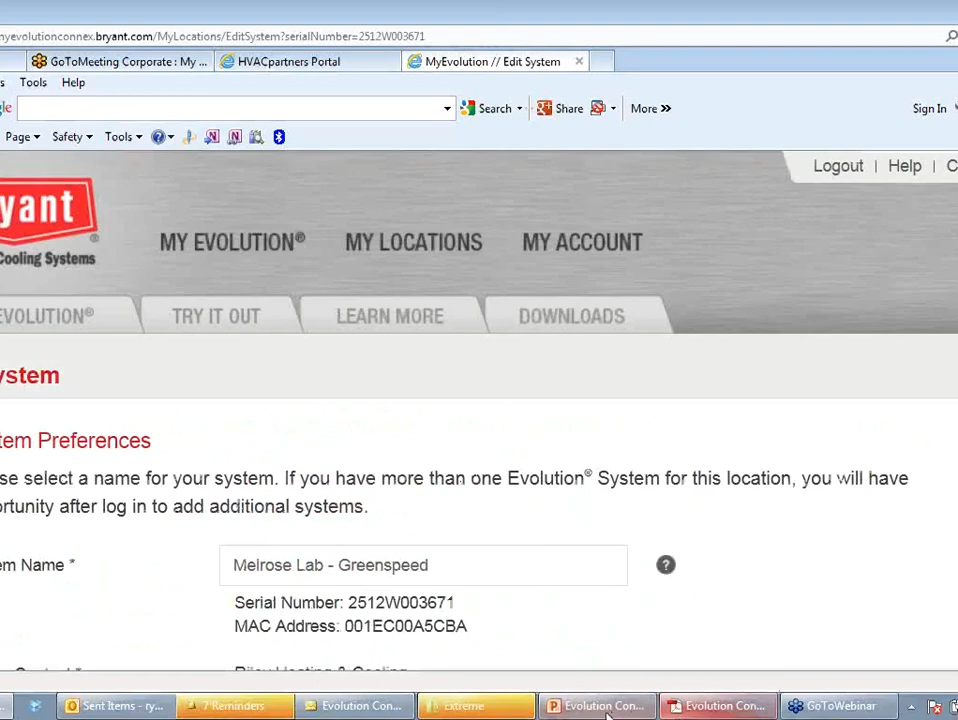 myevolutionconnex.bryant.com/MyLocations/EditSystem?serialNumber=2512W003671
GoToMeeting Corporate : My ... HVACpartners Portal MyEvolution // Edit System
s Tools Help
gle Search Share More » Sign In
Page Safety Tools
Logout | Help | C
yant
Cooling Systems
MY EVOLUTION® MY LOCATIONS MY ACCOUNT
EVOLUTION® TRY IT OUT LEARN MORE DOWNLOADS
ystem
tem Preferences
se select a name for your system. If you have more than one Evolution® System for this location, you will have
ortunity after log in to add additional systems.
em Name * Melrose Lab - Greenspeed ?
Serial Number: 2512W003671
MAC Address: 001EC00A5CBA
Sent Items - ry... 7 Reminders Evolution Con... Extreme Evolution Con... Evolution Con... GoToWebinar